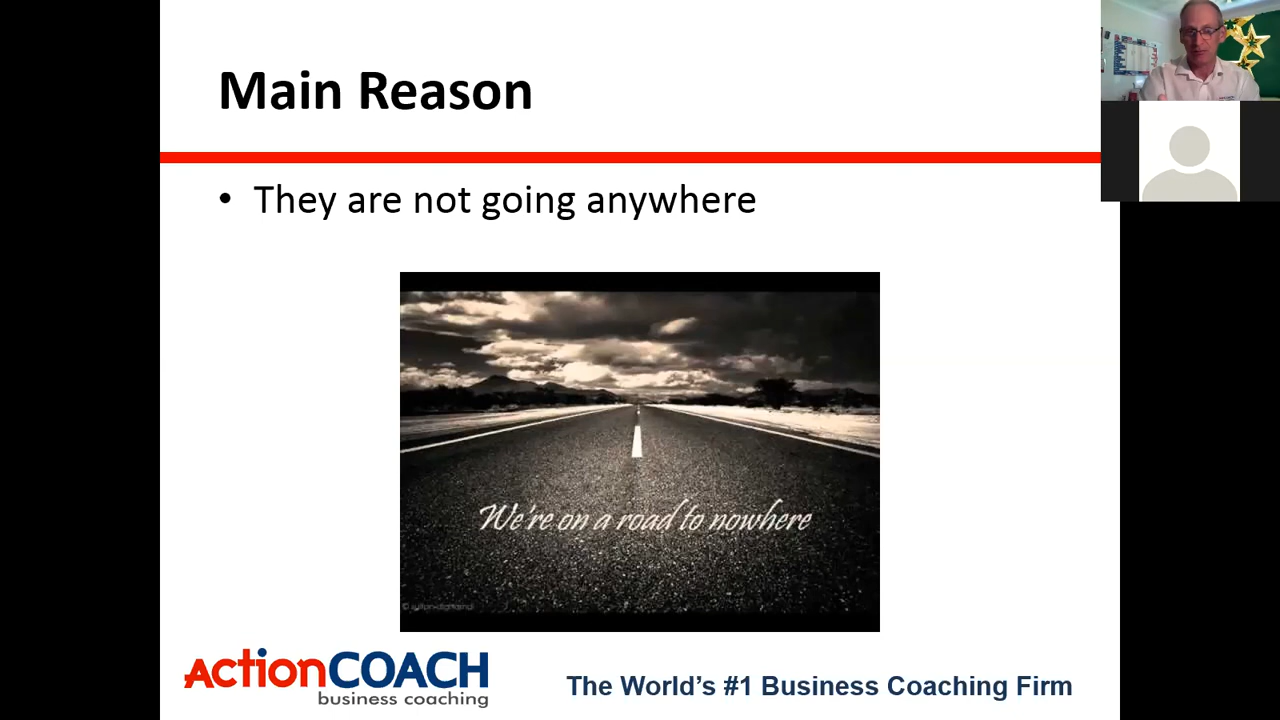 Main Reason
• They are not going anywhere
We're on a road to nowhere
ActionCOACH
business coaching
The World's #1 Business Coaching Firm